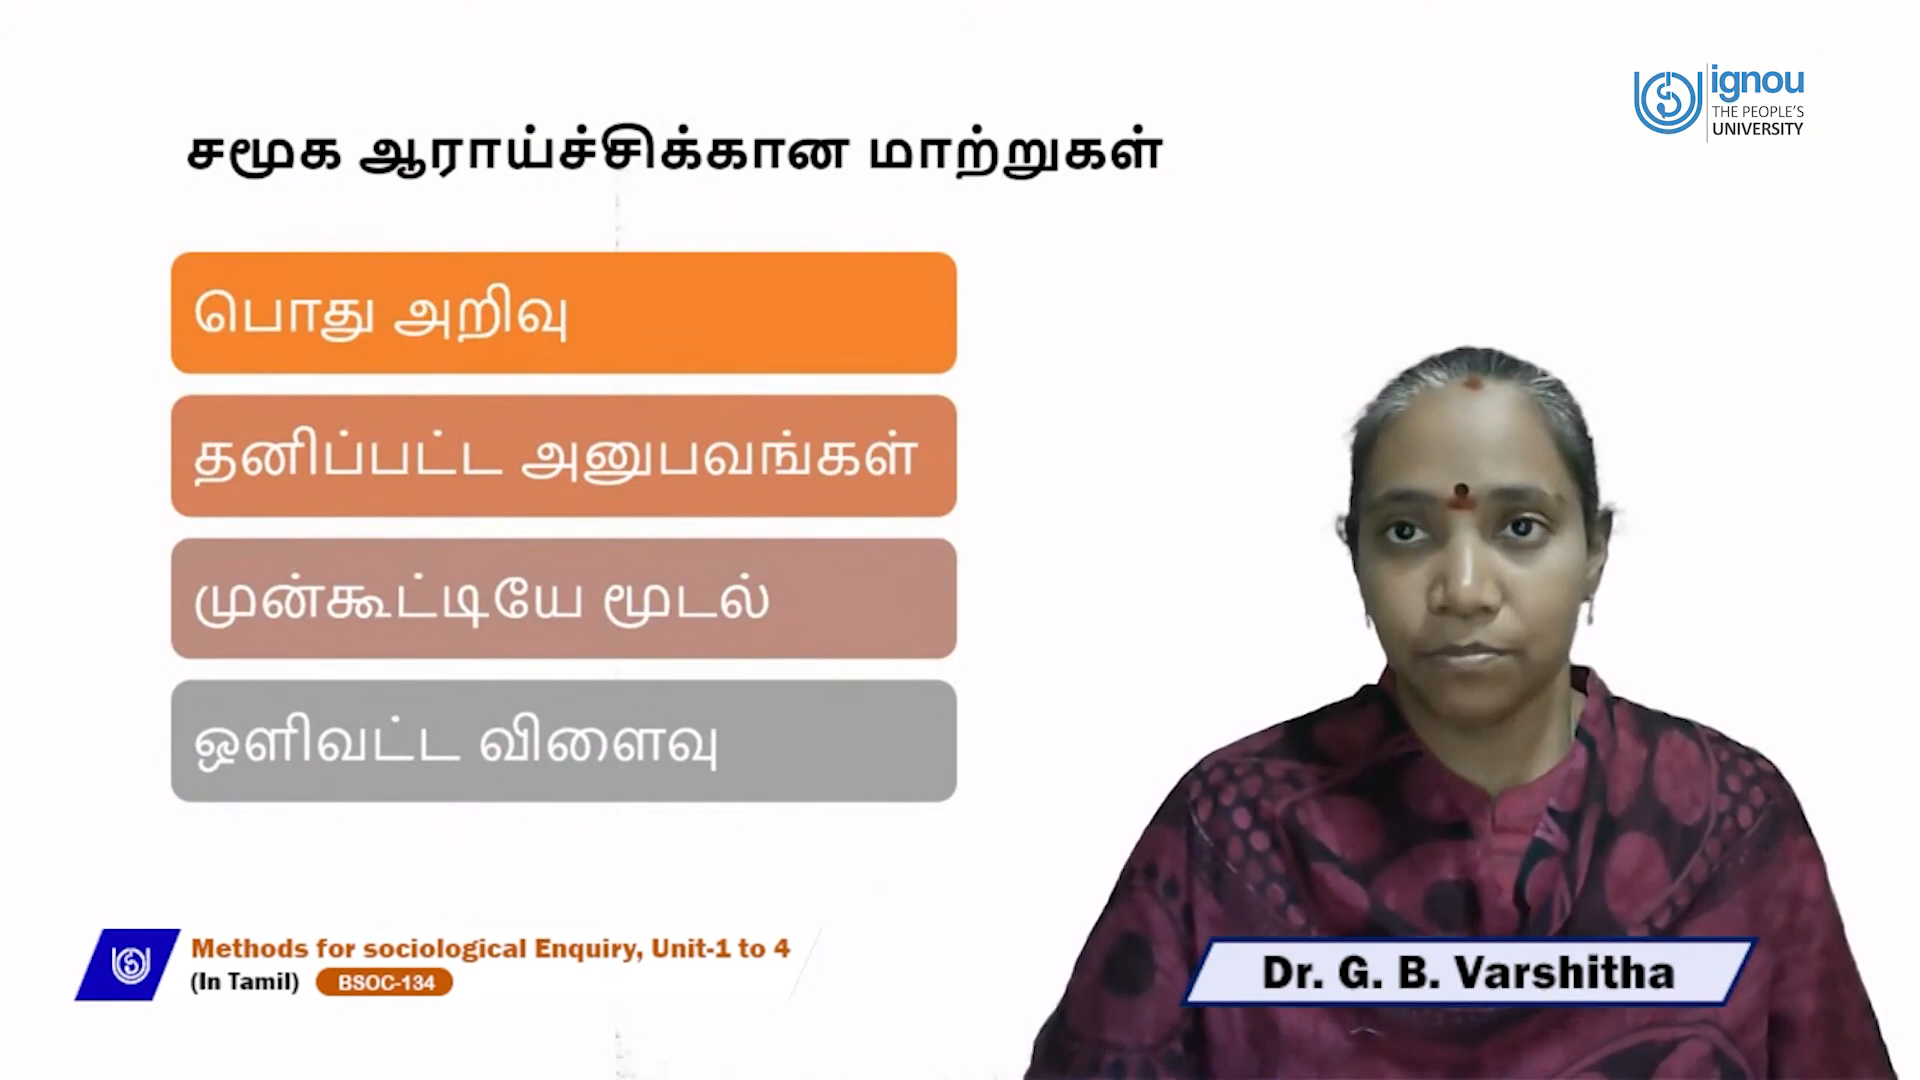 ignou
THE PEOPLE'S
UNIVERSITY
சமூக ஆராய்ச்சிக்கான மாற்றுகள்
பொது அறிவு
தனிப்பட்ட அனுபவங்கள்
முன்கூட்டியே மூடல்
ஒளிவட்ட விளைவு
Methods for sociological Enquiry, Unit-1 to 4
(In Tamil) BSOC-134
Dr. G. B. Varshitha